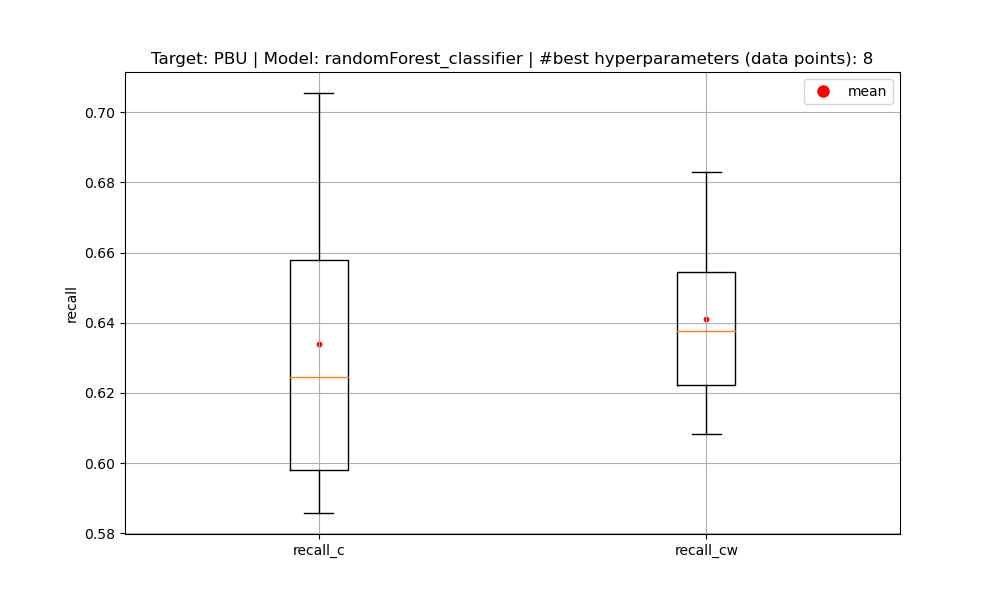 Target: PBU | Model: randomForest_classifier | #best hyperparameters (data points): 8
mean
0.70
0.68
0.66
0.64
0.62
0.60
0.58
recall
recall_c
recall_cw